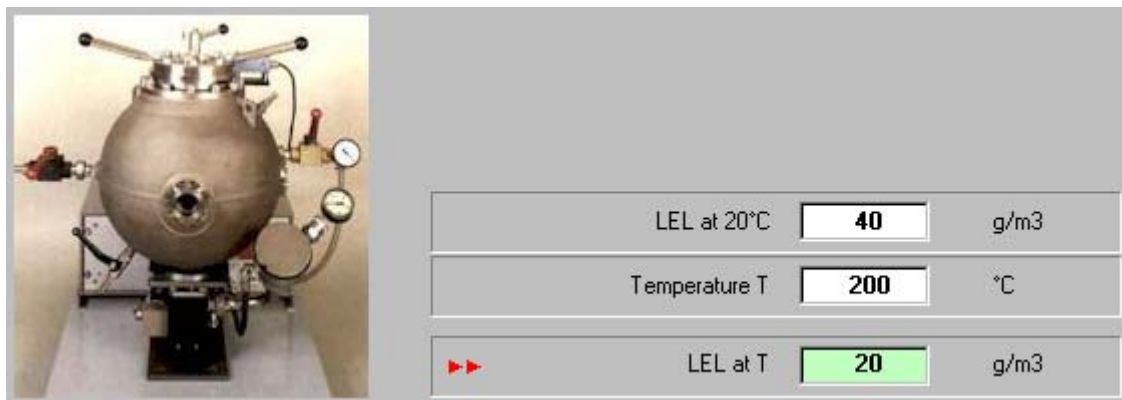 LEL at 20°C 40 g/m3
Temperature T 200 °C
LEL at T 20 g/m3